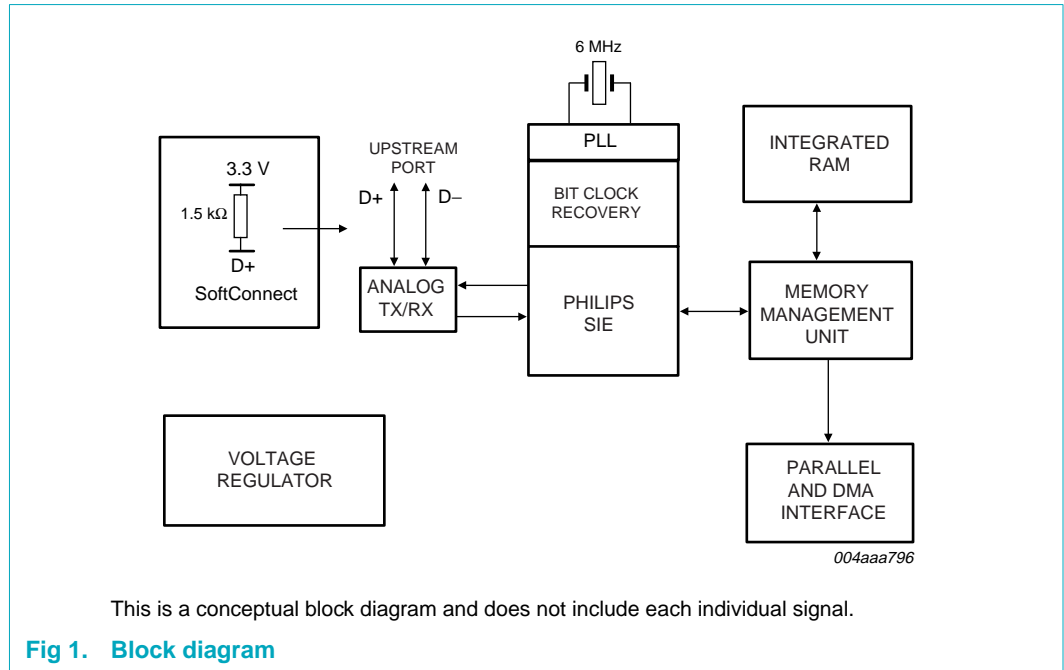 6 MHz
PLL
BIT CLOCK
RECOVERY
PHILIPS
SIE
UPSTREAM
PORT
D+
D−
ANALOG
TX/RX
3.3 V
1.5 kΩ
D+
SoftConnect
INTEGRATED
RAM
MEMORY
MANAGEMENT
UNIT
PARALLEL
AND DMA
INTERFACE
VOLTAGE
REGULATOR
004aaa796
This is a conceptual block diagram and does not include each individual signal.
Fig 1. Block diagram